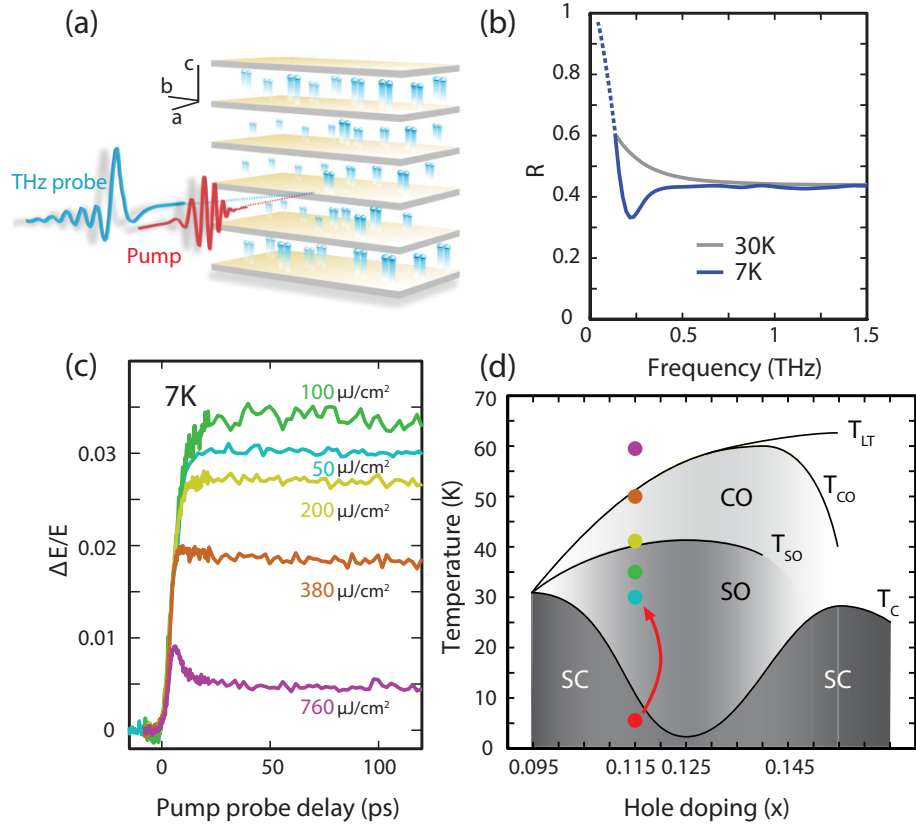 (a)
c
b
a
THz probe
Pump
(b)
1
0.8
0.6
0.4
0.2
0
R
30K
7K
0.5
1
1.5
Frequency (THz)
(c)
7K
100 μJ/cm²
50 μJ/cm²
200 μJ/cm²
380 μJ/cm²
760 μJ/cm²
0.03
0.02
0.01
0
ΔE/E
0
50
100
Pump probe delay (ps)
(d)
70
60
50
40
30
20
10
0
Temperature (K)
T_LT
T_CO
CO
T_SO
SO
T_C
SC
SC
0.095
0.115
0.125
0.145
Hole doping (x)